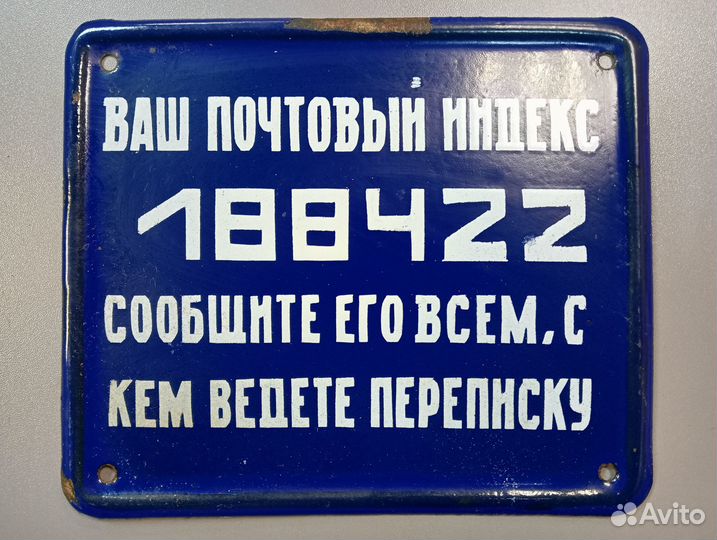 ВАШ ПОЧТОВЫЙ ИНДЕКС
188422
СООБЩИТЕ ЕГО ВСЕМ, С
КЕМ ВЕДЕТЕ ПЕРЕПИСКУ
Avito